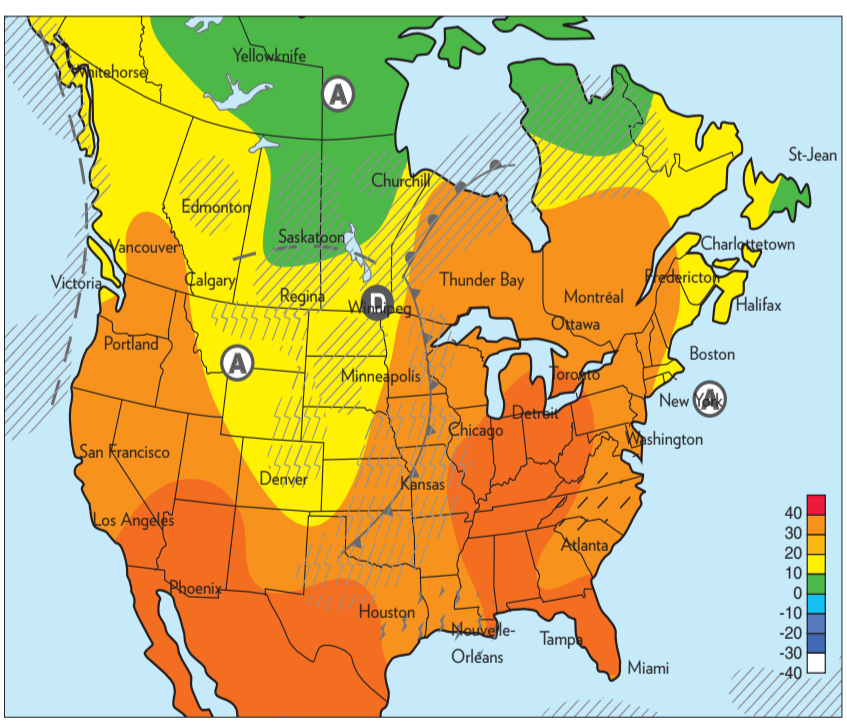 Yellowknife
Whitehorse
A
St-Jean
Churchill
Edmonton
Saskatoon
Vancouver
Charlottetown
Victoria
Calgary
Thunder Bay
Fredericton
Regina
Montréal
Winnipeg
D
Halifax
Ottawa
Portland
Boston
A
Minneapolis
Toronto
New York
A
Detroit
Chicago
Washington
San Francisco
Denver
Kansas
Los Angeles
Atlanta
Phoenix
Houston
Nouvelle-
Orléans
Tampa
Miami
40
30
20
10
0
-10
-20
-30
-40